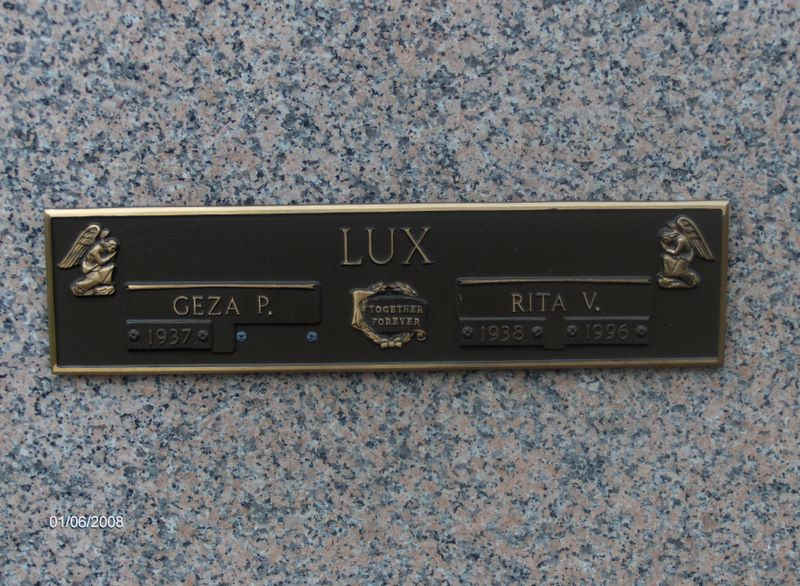 LUX
GEZA P.
1937
TOGETHER
FOREVER
RITA V.
1938 1996
01/06/2008